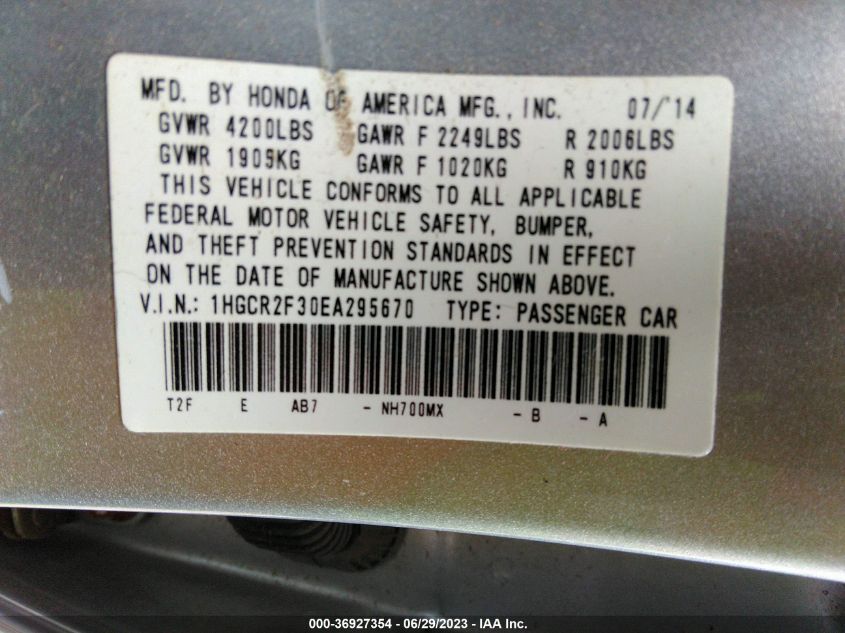 MFD. BY HONDA OF AMERICA MFG., INC. 07/'14
GVWR 4200LBS GAWR F 2249LBS R 2006LBS
GVWR 1905KG GAWR F 1020KG R 910KG
THIS VEHICLE CONFORMS TO ALL APPLICABLE
FEDERAL MOTOR VEHICLE SAFETY, BUMPER,
AND THEFT PREVENTION STANDARDS IN EFFECT
ON THE DATE OF MANUFACTURE SHOWN ABOVE.
V.I.N.: 1HGCR2F30EA295670 TYPE: PASSENGER CAR
T2F E AB7 - NH700MX - B - A
000-36927354 - 06/29/2023 - IAA Inc.